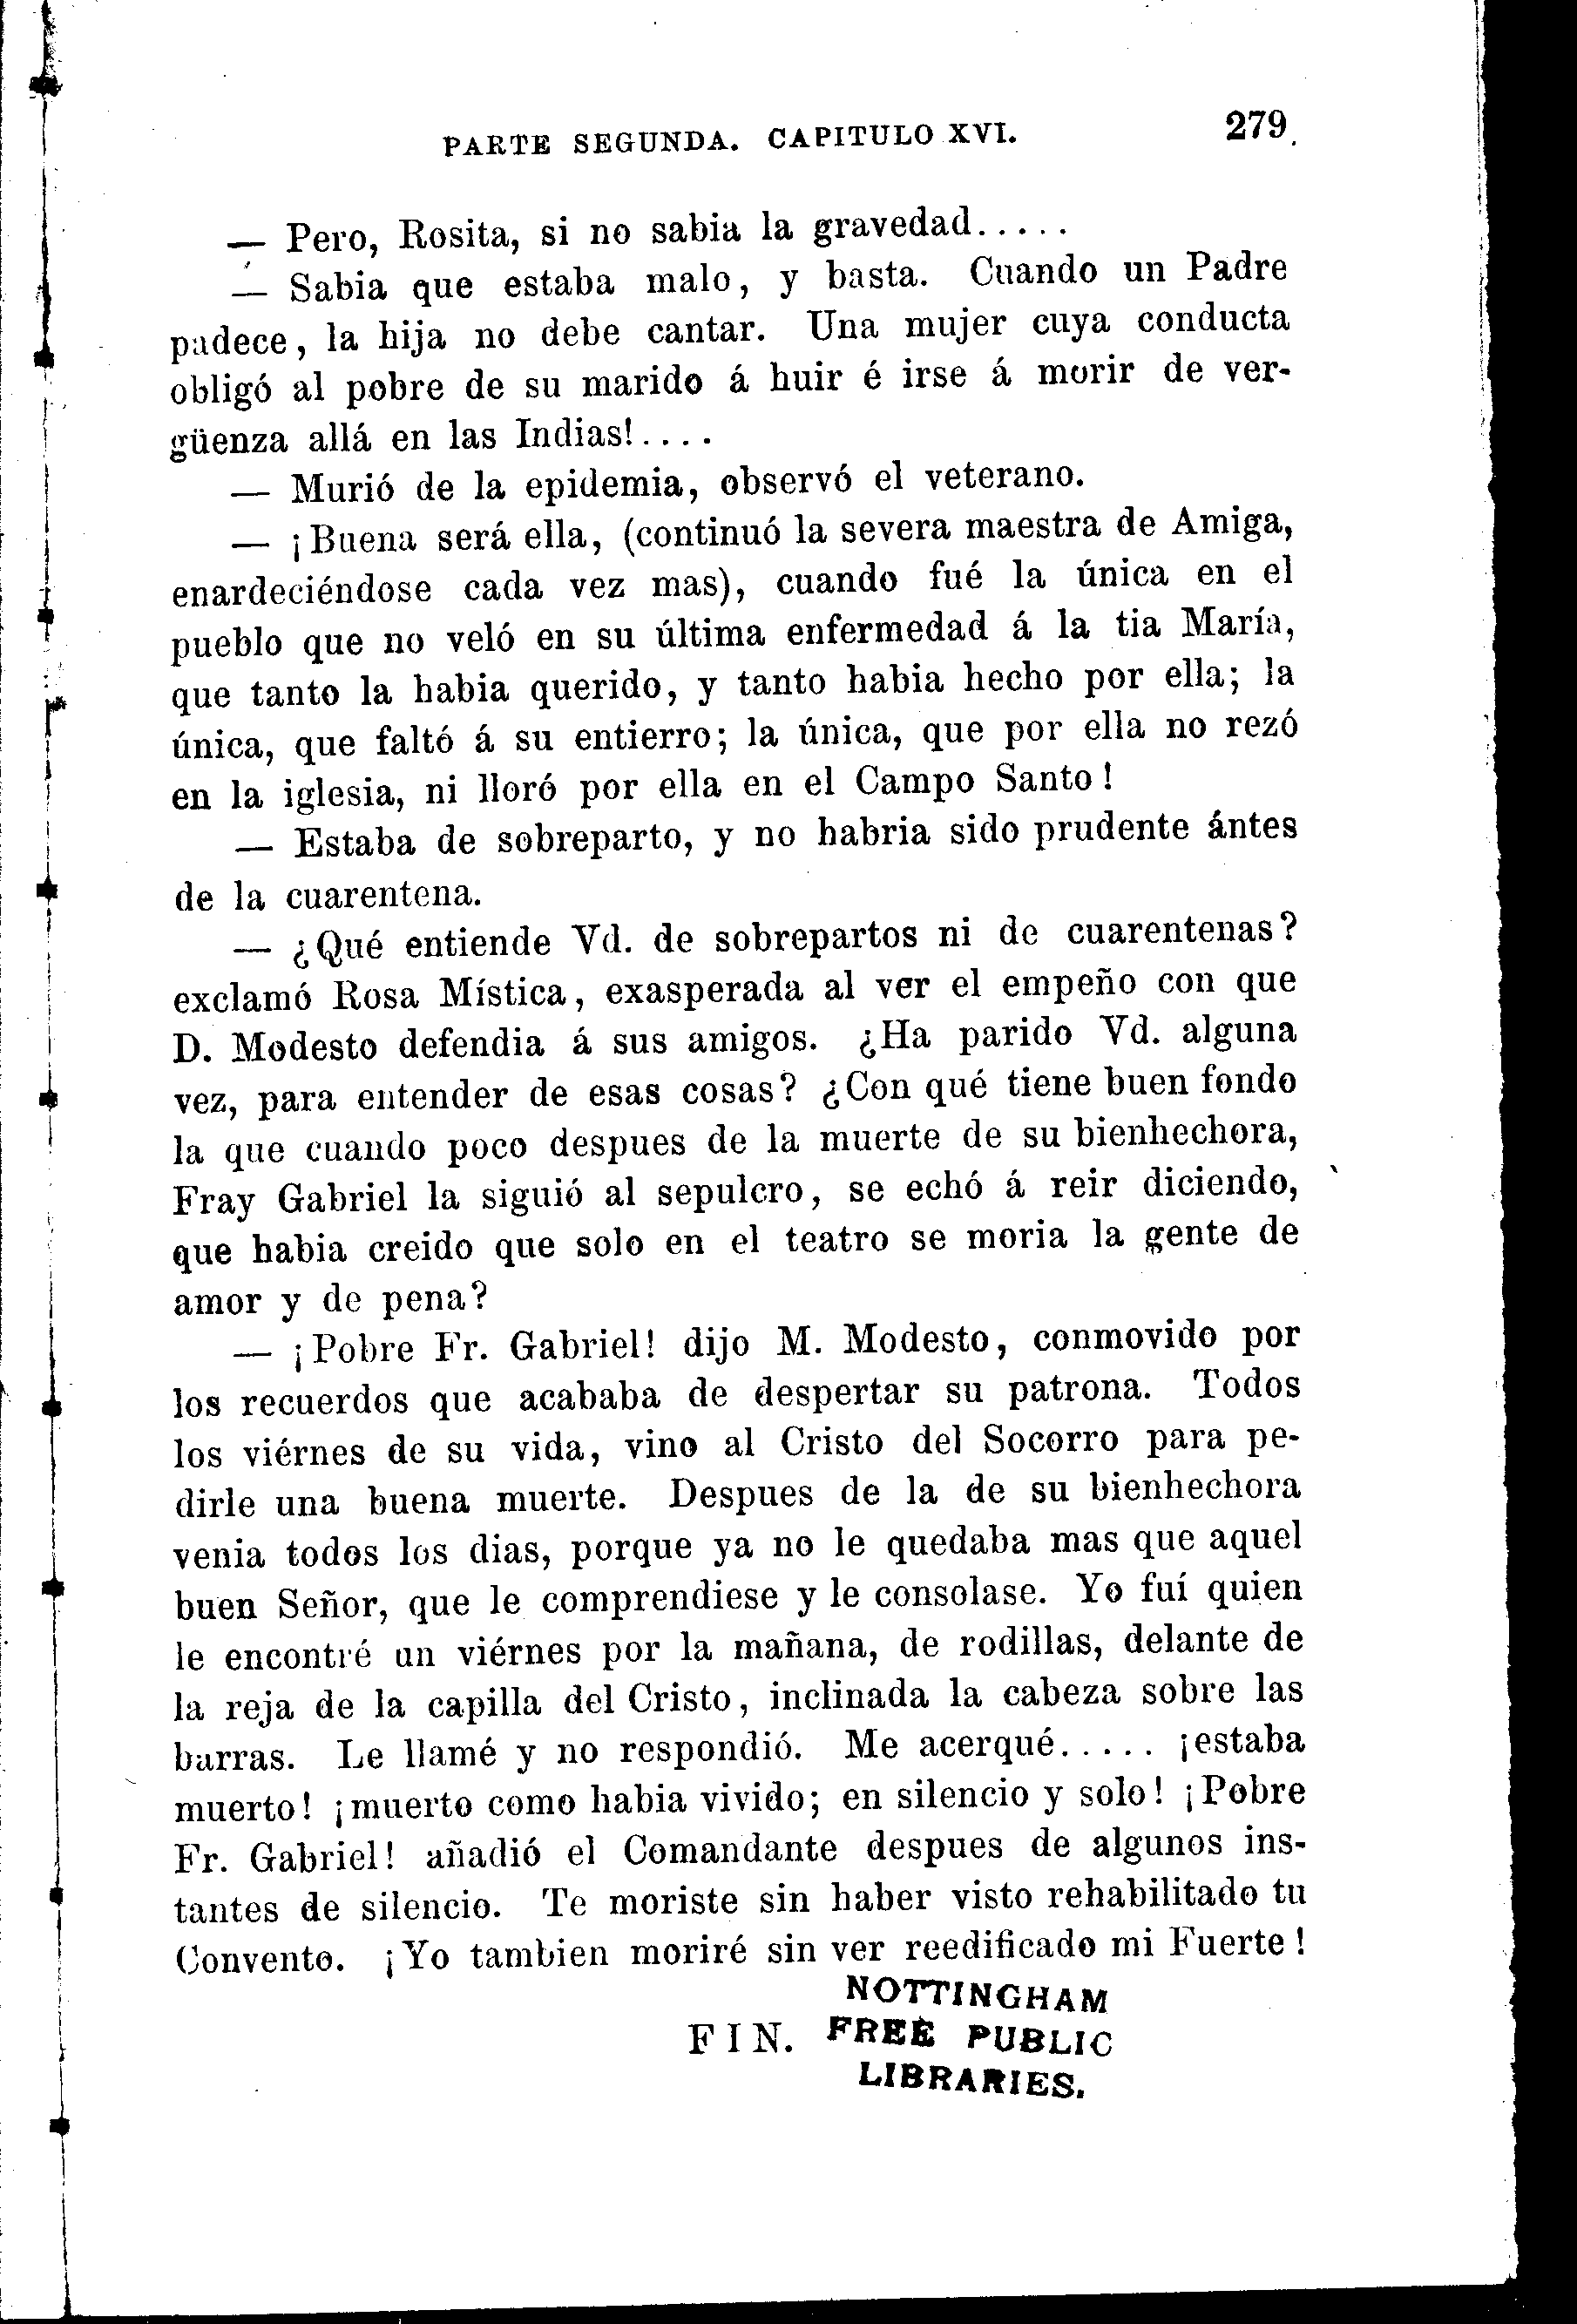 PARTE SEGUNDA. CAPITULO XVI. 279
— Pero, Rosita, si no sabia la gravedad.....
— Sabia que estaba malo, y basta. Cuando un Padre
padece, la hija no debe cantar. Una mujer cuya conducta
obligó al pobre de su marido á huir é irse á morir de ver-
güenza allá en las Indias!....
— Murió de la epidemia, observó el veterano.
— ¡Buena será ella, (continuó la severa maestra de Amiga,
enardeciéndose cada vez mas), cuando fué la única en el
pueblo que no veló en su última enfermedad á la tia María,
que tanto la habia querido, y tanto habia hecho por ella; la
única, que faltó á su entierro; la única, que por ella no rezó
en la iglesia, ni lloró por ella en el Campo Santo!
— Estaba de sobreparto, y no habria sido prudente ántes
de la cuarentena.
— ¿Qué entiende Vd. de sobrepartos ni de cuarentenas?
exclamó Rosa Mística, exasperada al ver el empeño con que
D. Modesto defendia á sus amigos. ¿Ha parido Vd. alguna
vez, para entender de esas cosas? ¿Con qué tiene buen fondo
la que cuando poco despues de la muerte de su bienhechora,
Fray Gabriel la siguió al sepulcro, se echó á reir diciendo,
que habia creido que solo en el teatro se moria la gente de
amor y de pena?
— ¡Pobre Fr. Gabriel! dijo M. Modesto, conmovido por
los recuerdos que acababa de despertar su patrona. Todos
los viérnes de su vida, vino al Cristo del Socorro para pe-
dirle una buena muerte. Despues de la de su bienhechora
venia todos los dias, porque ya no le quedaba mas que aquel
buen Señor, que le comprendiese y le consolase. Yo fuí quien
le encontré un viérnes por la mañana, de rodillas, delante de
la reja de la capilla del Cristo, inclinada la cabeza sobre las
barras. Le llamé y no respondió. Me acerqué..... ¡estaba
muerto! ¡muerto como habia vivido; en silencio y solo! ¡Pobre
Fr. Gabriel! añadió el Comandante despues de algunos ins-
tantes de silencio. Te moriste sin haber visto rehabilitado tu
Convento. ¡Yo tambien moriré sin ver reedificado mi Fuerte!
FIN.
NOTTINGHAM
FREE PUBLIC
LIBRARIES.